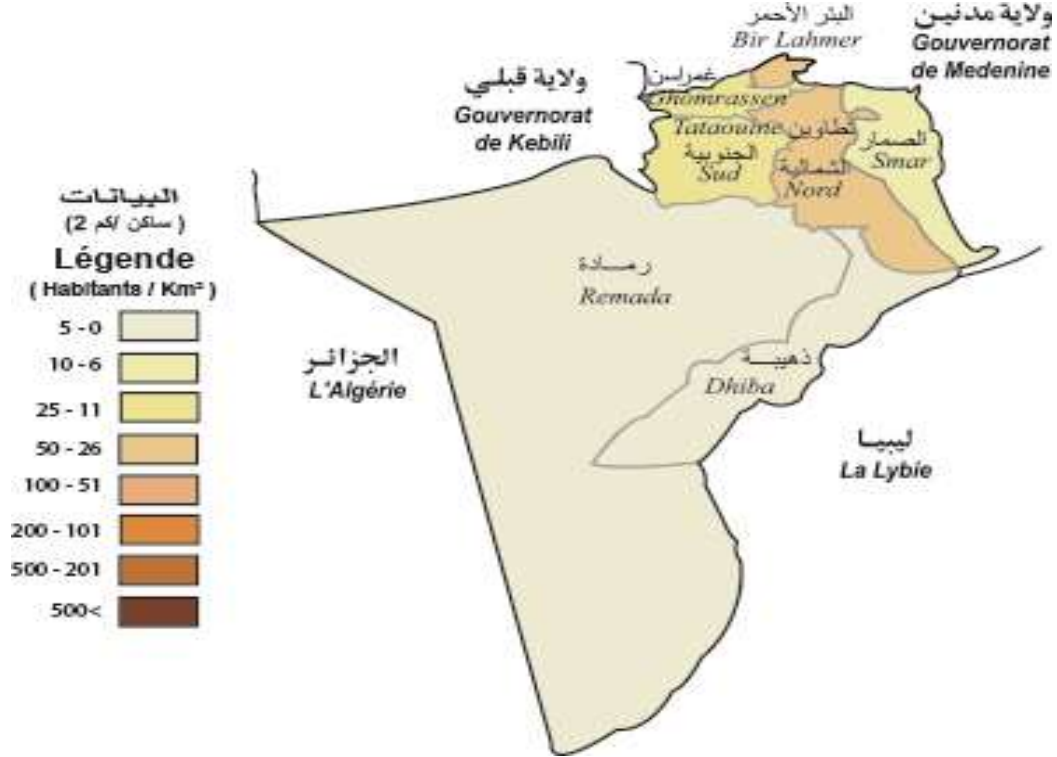 البئر الأحمر
Bir Lahmer
ولاية مدنين
Gouvernorat
de Medenine
ولاية قبلي
Gouvernorat
de Kebili
غمراسن
Ghomrassen
Tataouine
تطاوين
الجنوبية
Sud
الشمالية
Nord
الصمار
Smar
رمادة
Remada
ذهيبة
Dhiba
الجزائر
L'Algérie
ليبيا
La Lybie
البيانات
(ساكن /كم 2)
Légende
( Habitants / Km² )
5 - 0
10 - 6
25 - 11
50 - 26
100 - 51
200 - 101
500 - 201
500<